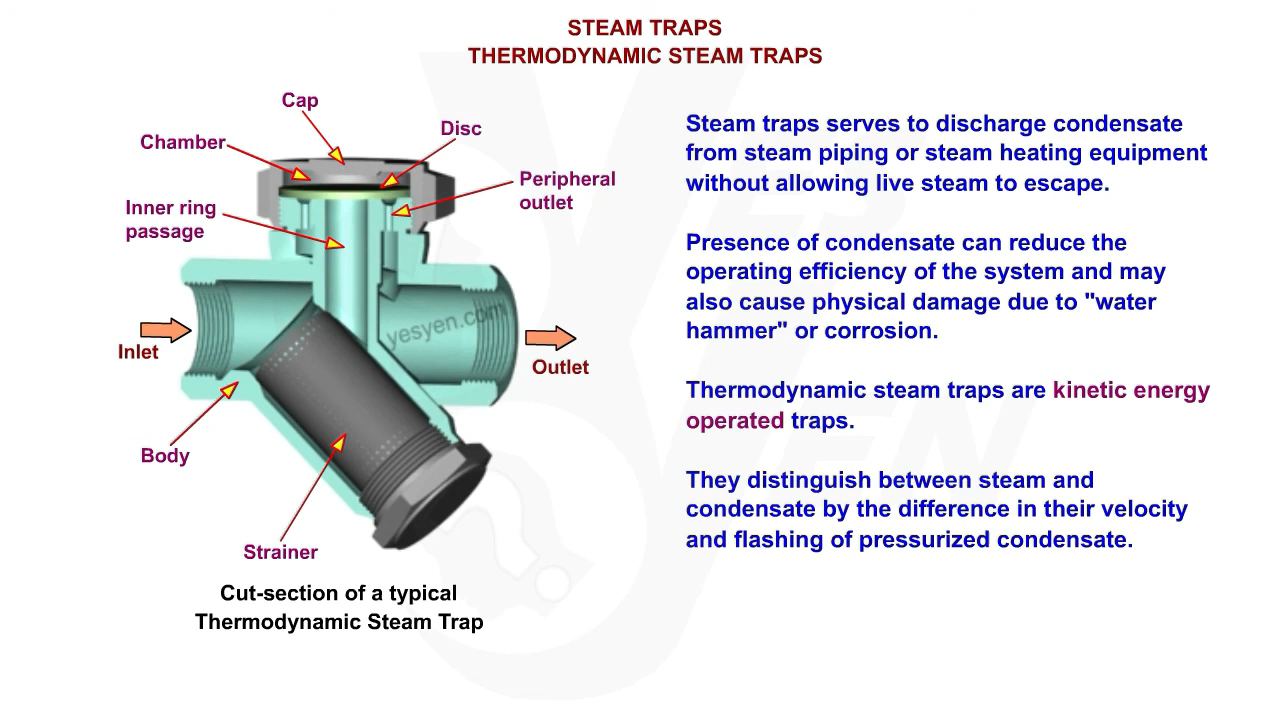 STEAM TRAPS
THERMODYNAMIC STEAM TRAPS
Cap
Chamber
Disc
Peripheral
outlet
Inner ring
passage
Inlet
Outlet
Body
Strainer
yesyen.com
Cut-section of a typical
Thermodynamic Steam Trap
Steam traps serves to discharge condensate
from steam piping or steam heating equipment
without allowing live steam to escape.
Presence of condensate can reduce the
operating efficiency of the system and may
also cause physical damage due to "water
hammer" or corrosion.
Thermodynamic steam traps are kinetic energy
operated traps.
They distinguish between steam and
condensate by the difference in their velocity
and flashing of pressurized condensate.